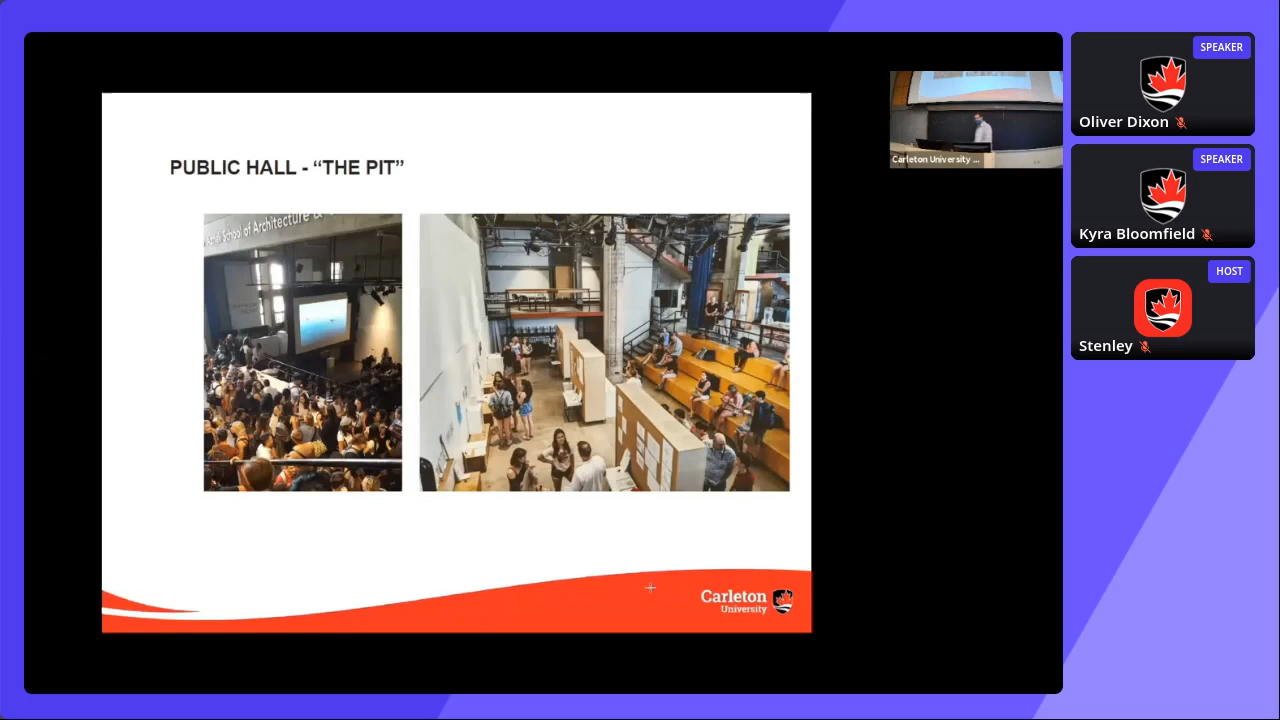 PUBLIC HALL - “THE PIT”
School of Architecture &
Carleton
University
Carleton University ...
SPEAKER
Oliver Dixon
SPEAKER
Kyra Bloomfield
HOST
Stenley